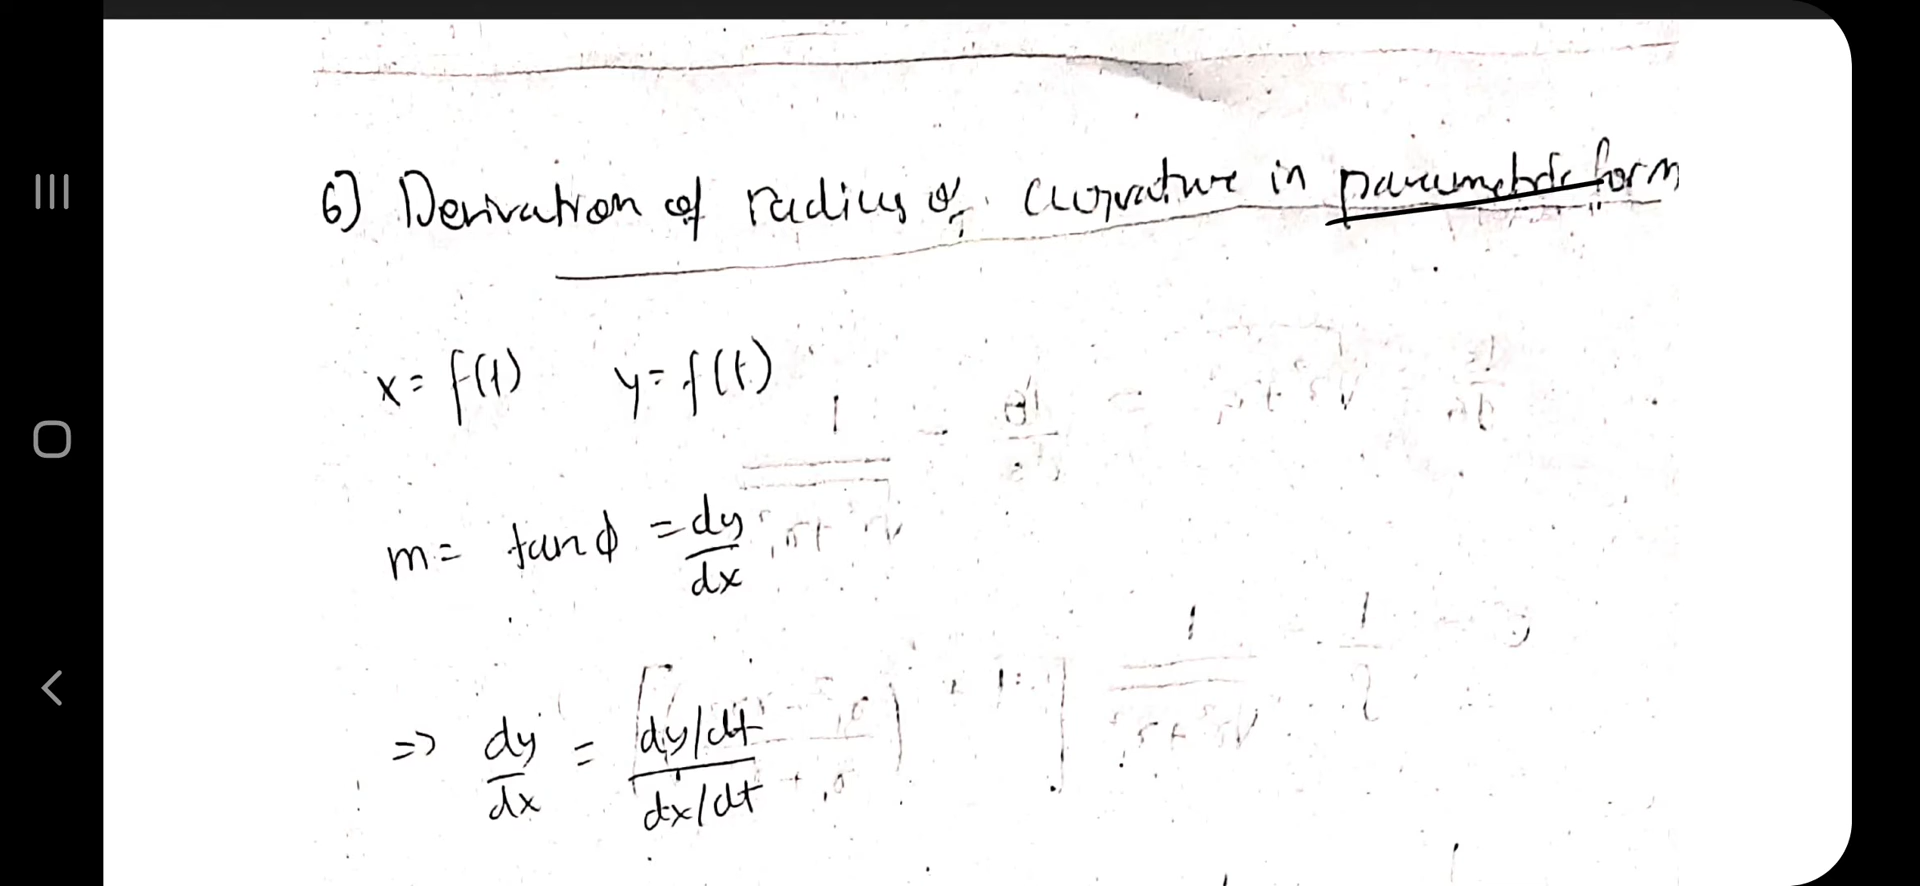 6) Derivation of radius of curvature in parametric form
x = f(t) y = f(t)
m = tan ϕ = dy/dx
=> dy/dx = (dy/dt)/(dx/dt)